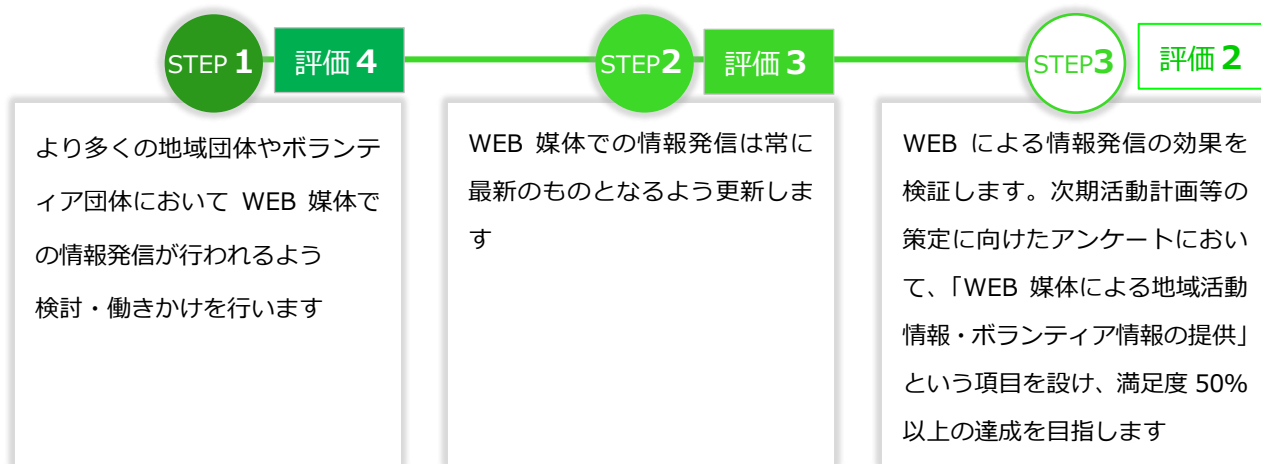 STEP 1
評価 4
より多くの地域団体やボランテ
ィア団体において WEB 媒体で
の情報発信が行われるよう
検討・働きかけを行います
STEP2
評価 3
WEB 媒体での情報発信は常に
最新のものとなるよう更新しま
す
STEP3
評価 2
WEB による情報発信の効果を
検証します。次期活動計画等の
策定に向けたアンケートにおい
て、「WEB 媒体による地域活動
情報・ボランティア情報の提供」
という項目を設け、満足度 50%
以上の達成を目指します